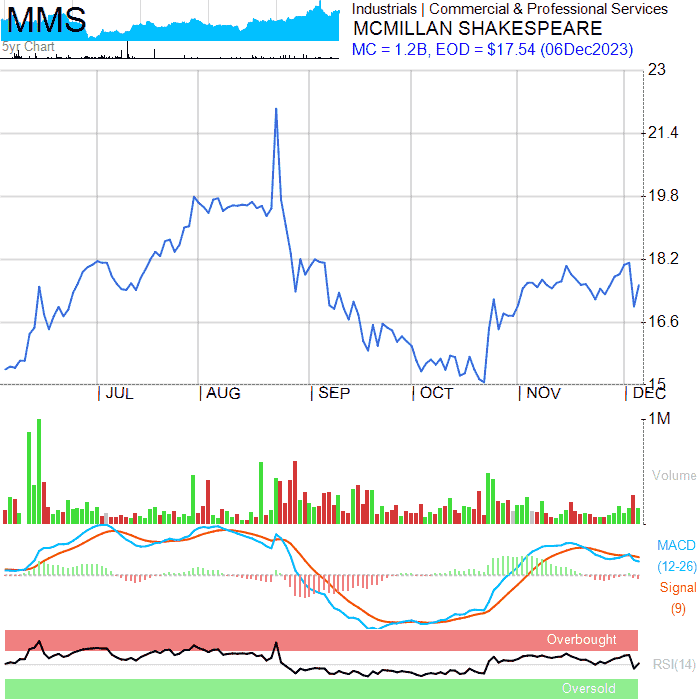 MMS
5yr Chart
Industrials | Commercial & Professional Services
MCMILLAN SHAKESPEARE
MC = 1.2B, EOD = $17.54 (06Dec2023)
23
21.4
19.8
18.2
16.6
15
JUL
AUG
SEP
OCT
NOV
DEC
1M
Volume
MACD
(12-26)
Signal
(9)
Overbought
RSI(14)
Oversold